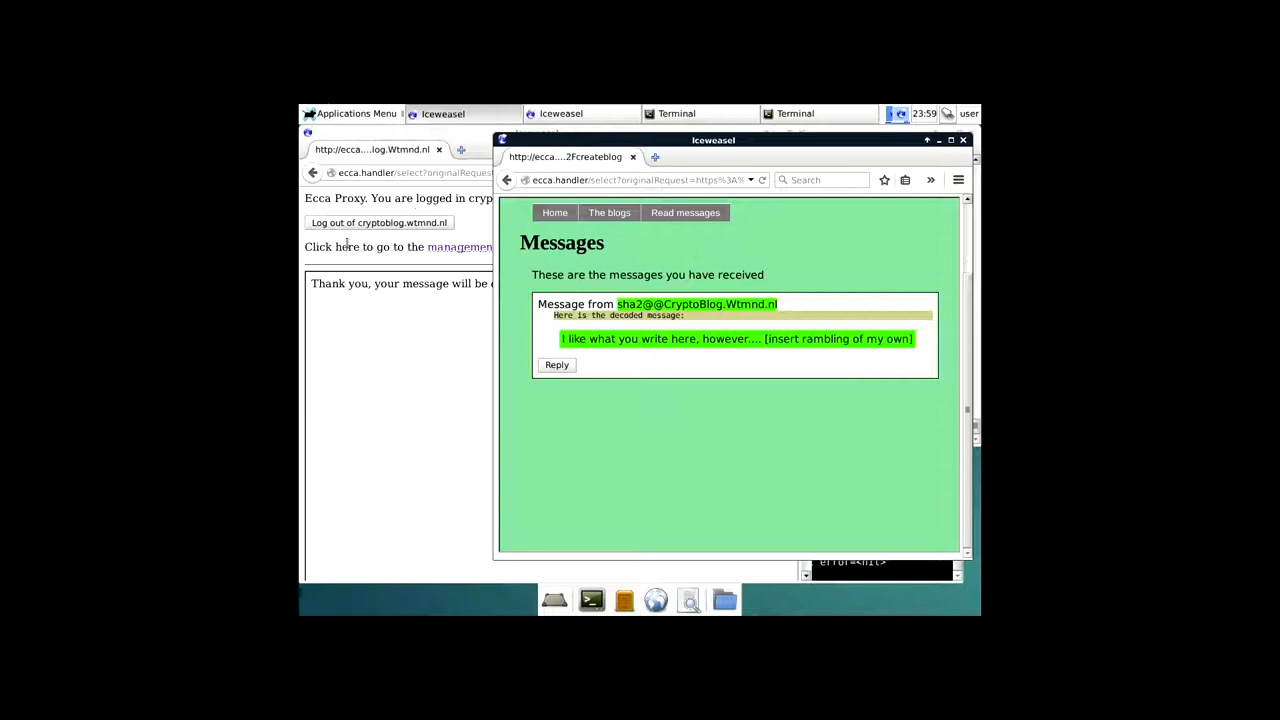 Applications Menu
Iceweasel
Iceweasel
Terminal
Terminal
23:59
user
http://ecca....log.Wtmnd.nl
ecca.handler/select?originalReques
Ecca Proxy. You are logged in cryp
Log out of cryptoblog.wtmnd.nl
Click here to go to the managemen
Thank you, your message will be
Iceweasel
http://ecca....2Fcreateblog
ecca.handler/select?originalRequest=https%3A%
Search
Home
The blogs
Read messages
Messages
These are the messages you have received
Message from sha2@@CryptoBlog.Wtmnd.nl
Here is the decoded message:
I like what you write here, however.... [insert rambling of my own]
Reply
error=<nil>